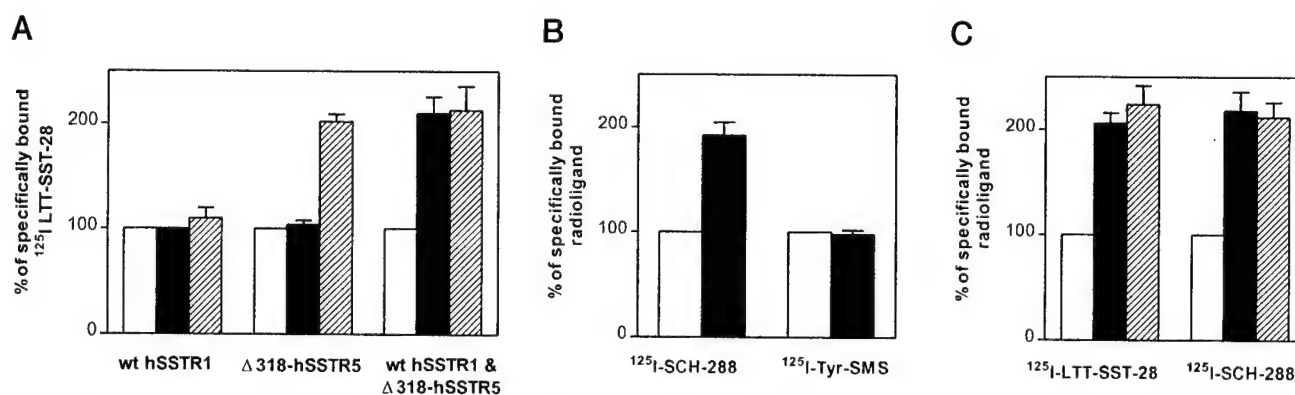 A
% of specifically bound
¹²⁵I LTT-SST-28
200
100
0
wt hSSTR1
Δ318-hSSTR5
wt hSSTR1 &
Δ318-hSSTR5
B
% of specifically bound
radioligand
200
100
0
¹²⁵I-SCH-288
¹²⁵I-Tyr-SMS
C
% of specifically bound
radioligand
200
100
0
¹²⁵I-LTT-SST-28
¹²⁵I-SCH-288